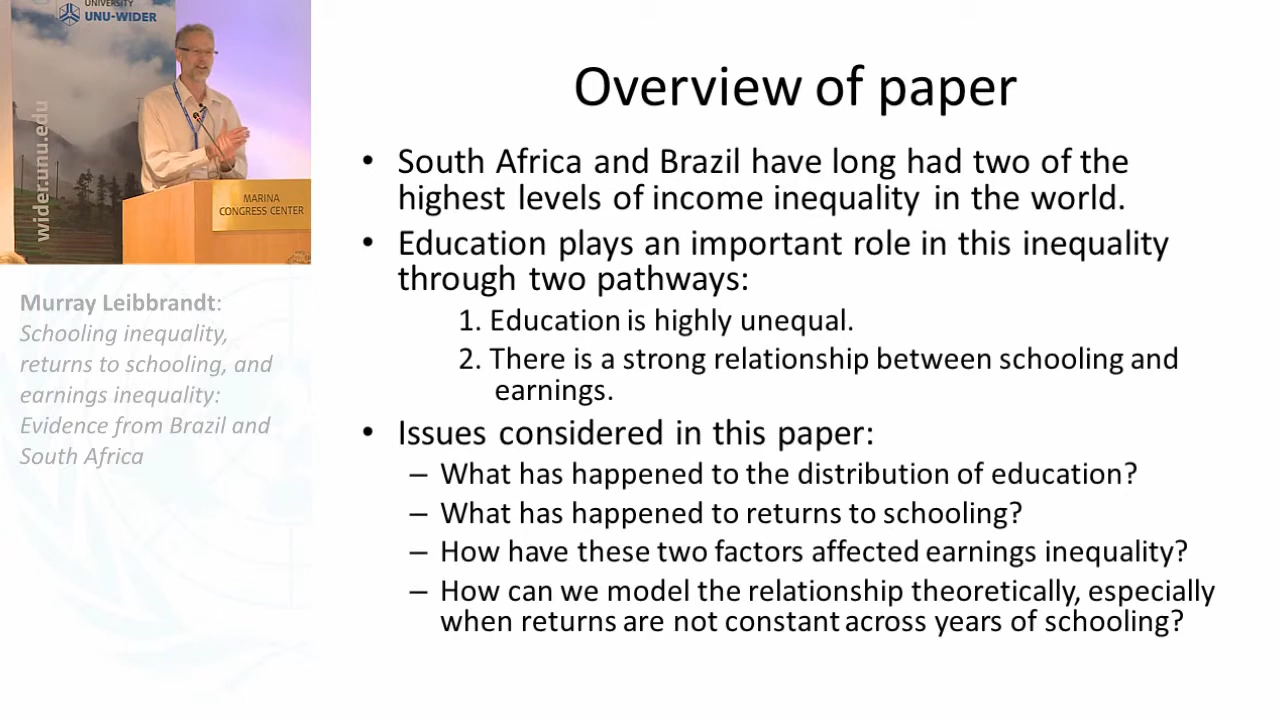 UNIVERSITY
UNU-WIDER
wider.unu.edu
MARINA
CONGRESS CENTER
Murray Leibbrandt:
Schooling inequality,
returns to schooling, and
earnings inequality:
Evidence from Brazil and
South Africa
Overview of paper
• South Africa and Brazil have long had two of the
highest levels of income inequality in the world.
• Education plays an important role in this inequality
through two pathways:
1. Education is highly unequal.
2. There is a strong relationship between schooling and
earnings.
• Issues considered in this paper:
– What has happened to the distribution of education?
– What has happened to returns to schooling?
– How have these two factors affected earnings inequality?
– How can we model the relationship theoretically, especially
when returns are not constant across years of schooling?